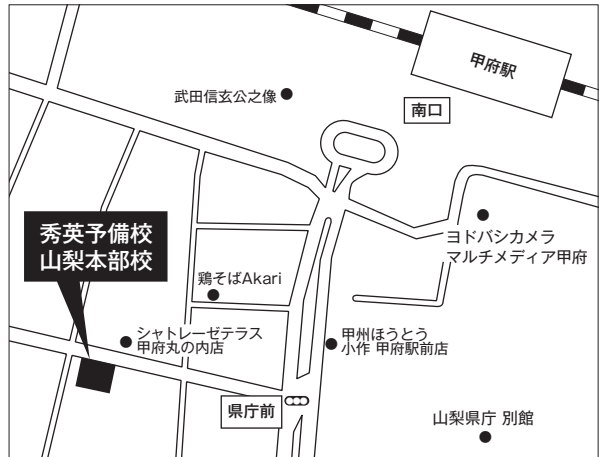 甲府駅
武田信玄公之像
南口
秀英予備校
山梨本部校
ヨドバシカメラ
マルチメディア甲府
鶏そばAkari
シャトレーゼテラス
甲府丸の内店
甲州ほうとう
小作 甲府駅前店
県庁前
山梨県庁 別館